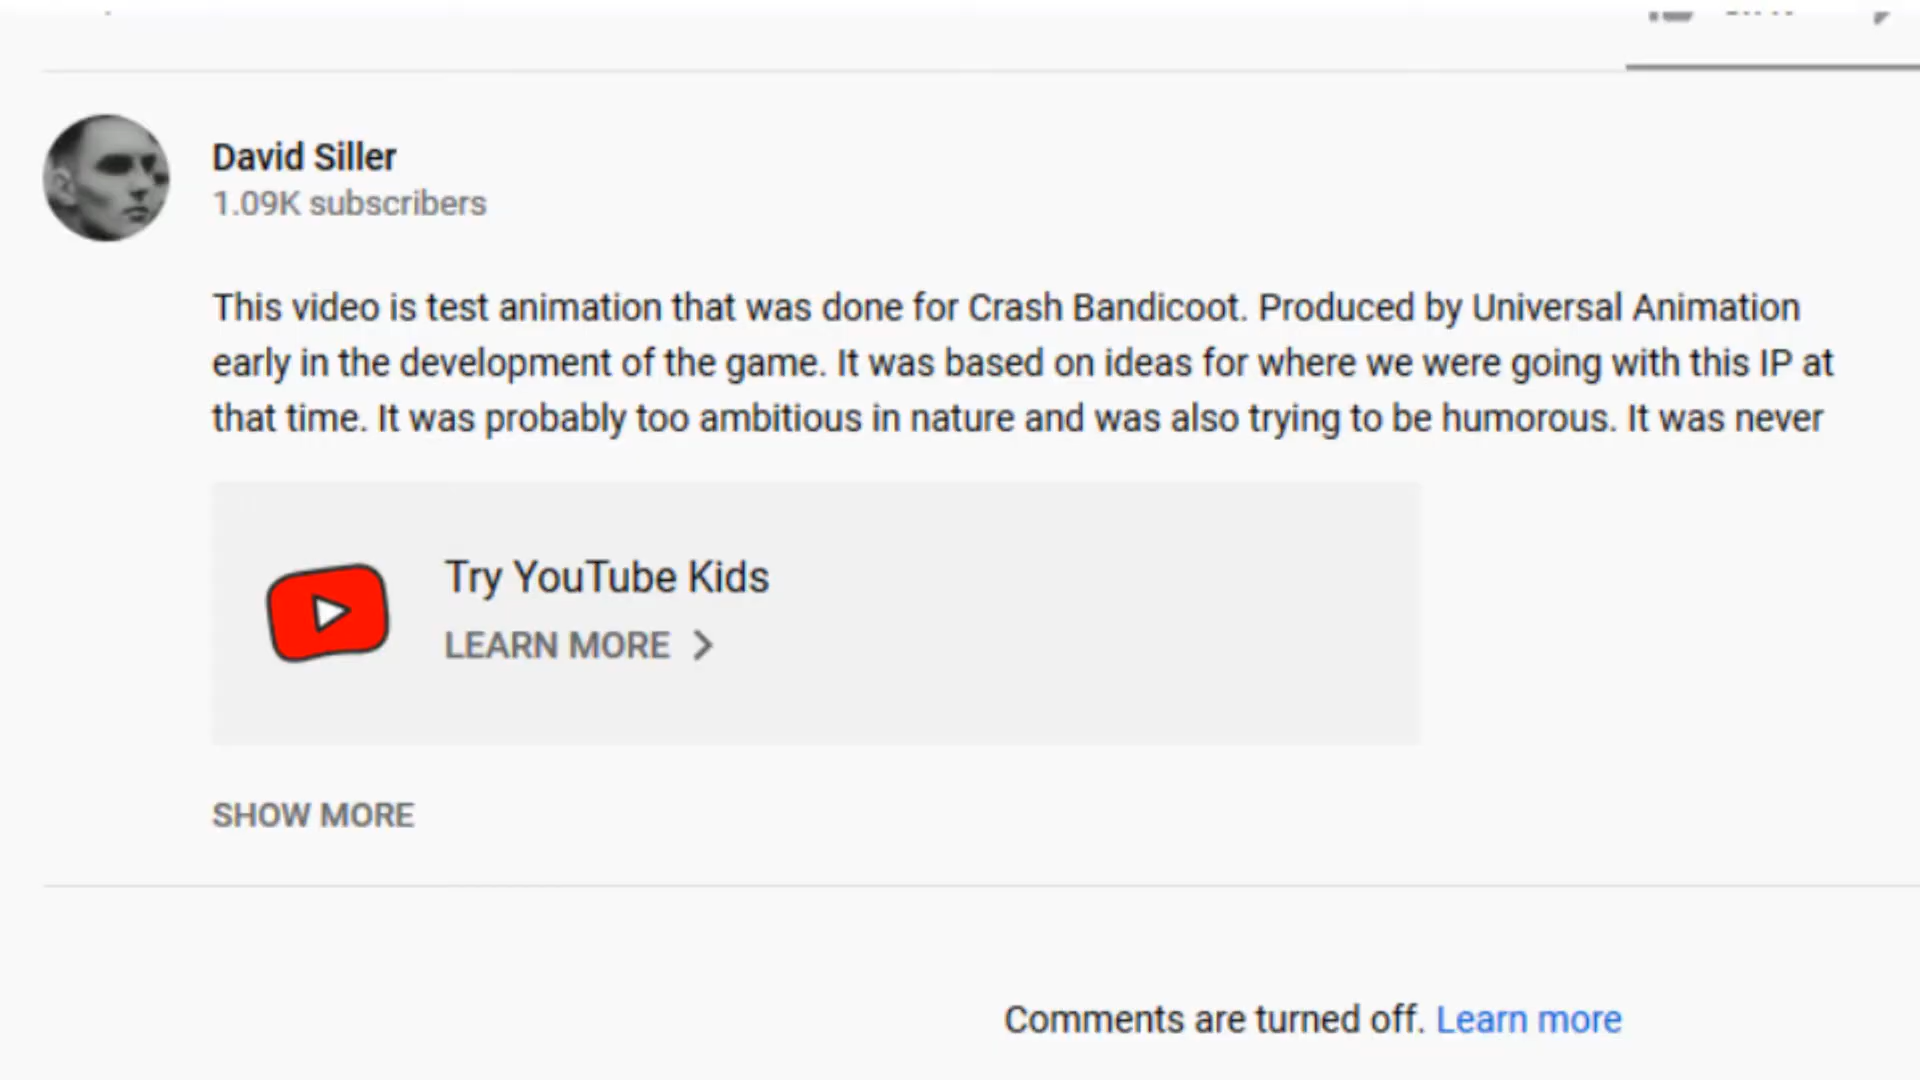 David Siller
1.09K subscribers
This video is test animation that was done for Crash Bandicoot. Produced by Universal Animation
early in the development of the game. It was based on ideas for where we were going with this IP at
that time. It was probably too ambitious in nature and was also trying to be humorous. It was never
Try YouTube Kids
LEARN MORE
SHOW MORE
Comments are turned off. Learn more